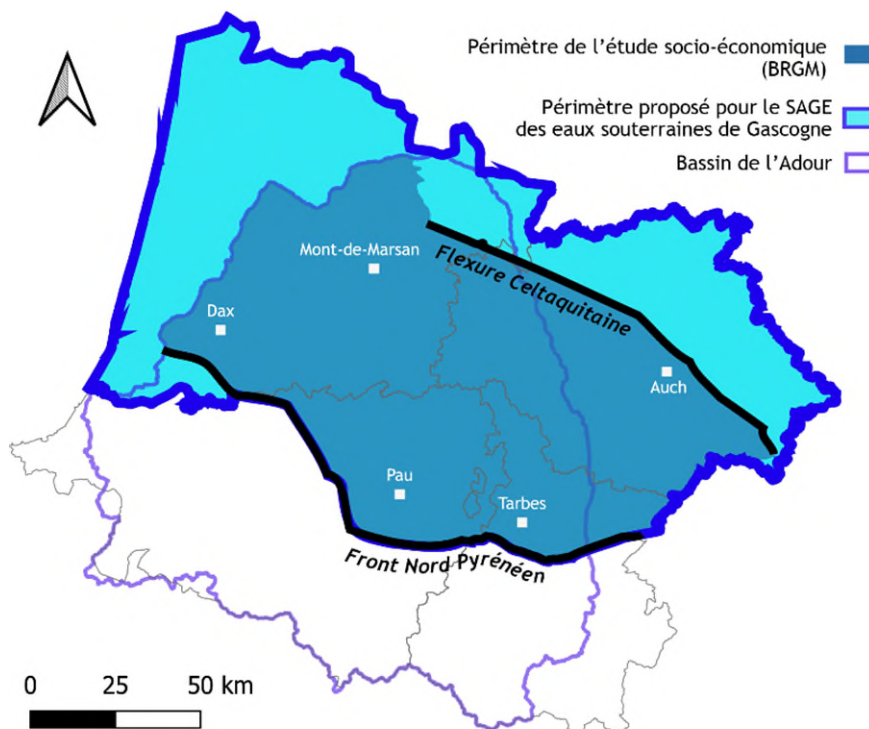 Périmètre de l’étude socio-économique
(BRGM)
Périmètre proposé pour le SAGE
des eaux souterraines de Gascogne
Bassin de l’Adour
Mont-de-Marsan
Flexure Celtaquitaine
Dax
Auch
Pau
Tarbes
Front Nord Pyrénéen
0 25 50 km